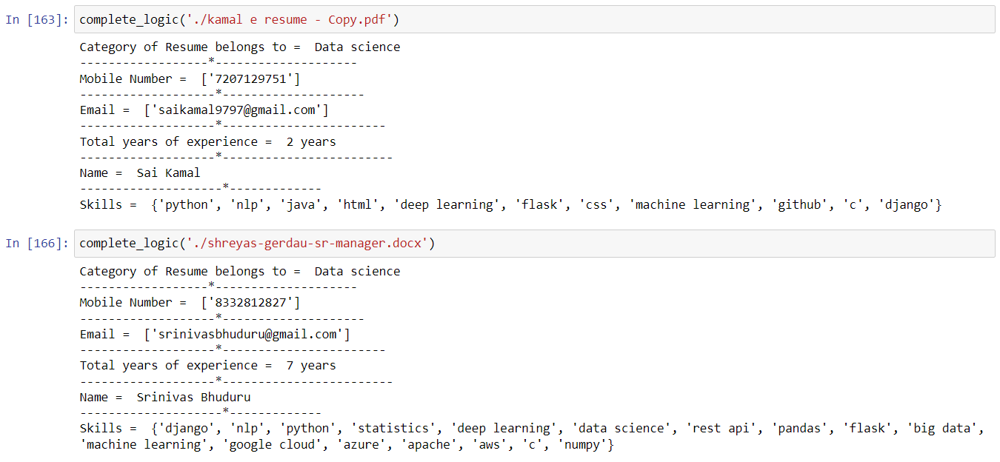 In [163]: complete_logic('./kamal e resume - Copy.pdf')
Category of Resume belongs to =  Data science
------------------*--------------------
Mobile Number =  ['7207129751']
-------------------*--------------------
Email =  ['saikamal9797@gmail.com']
-------------------*-----------------------
Total years of experience =  2 years
-------------------*------------------------
Name =  Sai Kamal
--------------------*-------------
Skills =  {'python', 'nlp', 'java', 'html', 'deep learning', 'flask', 'css', 'machine learning', 'github', 'c', 'django'}
In [166]: complete_logic('./shreyas-gerdau-sr-manager.docx')
Category of Resume belongs to =  Data science
------------------*--------------------
Mobile Number =  ['8332812827']
-------------------*--------------------
Email =  ['srinivasbhuduru@gmail.com']
-------------------*-----------------------
Total years of experience =  7 years
-------------------*------------------------
Name =  Srinivas Bhuduru
--------------------*-------------
Skills =  {'django', 'nlp', 'python', 'statistics', 'deep learning', 'data science', 'rest api', 'pandas', 'flask', 'big data',
'machine learning', 'google cloud', 'azure', 'apache', 'aws', 'c', 'numpy'}